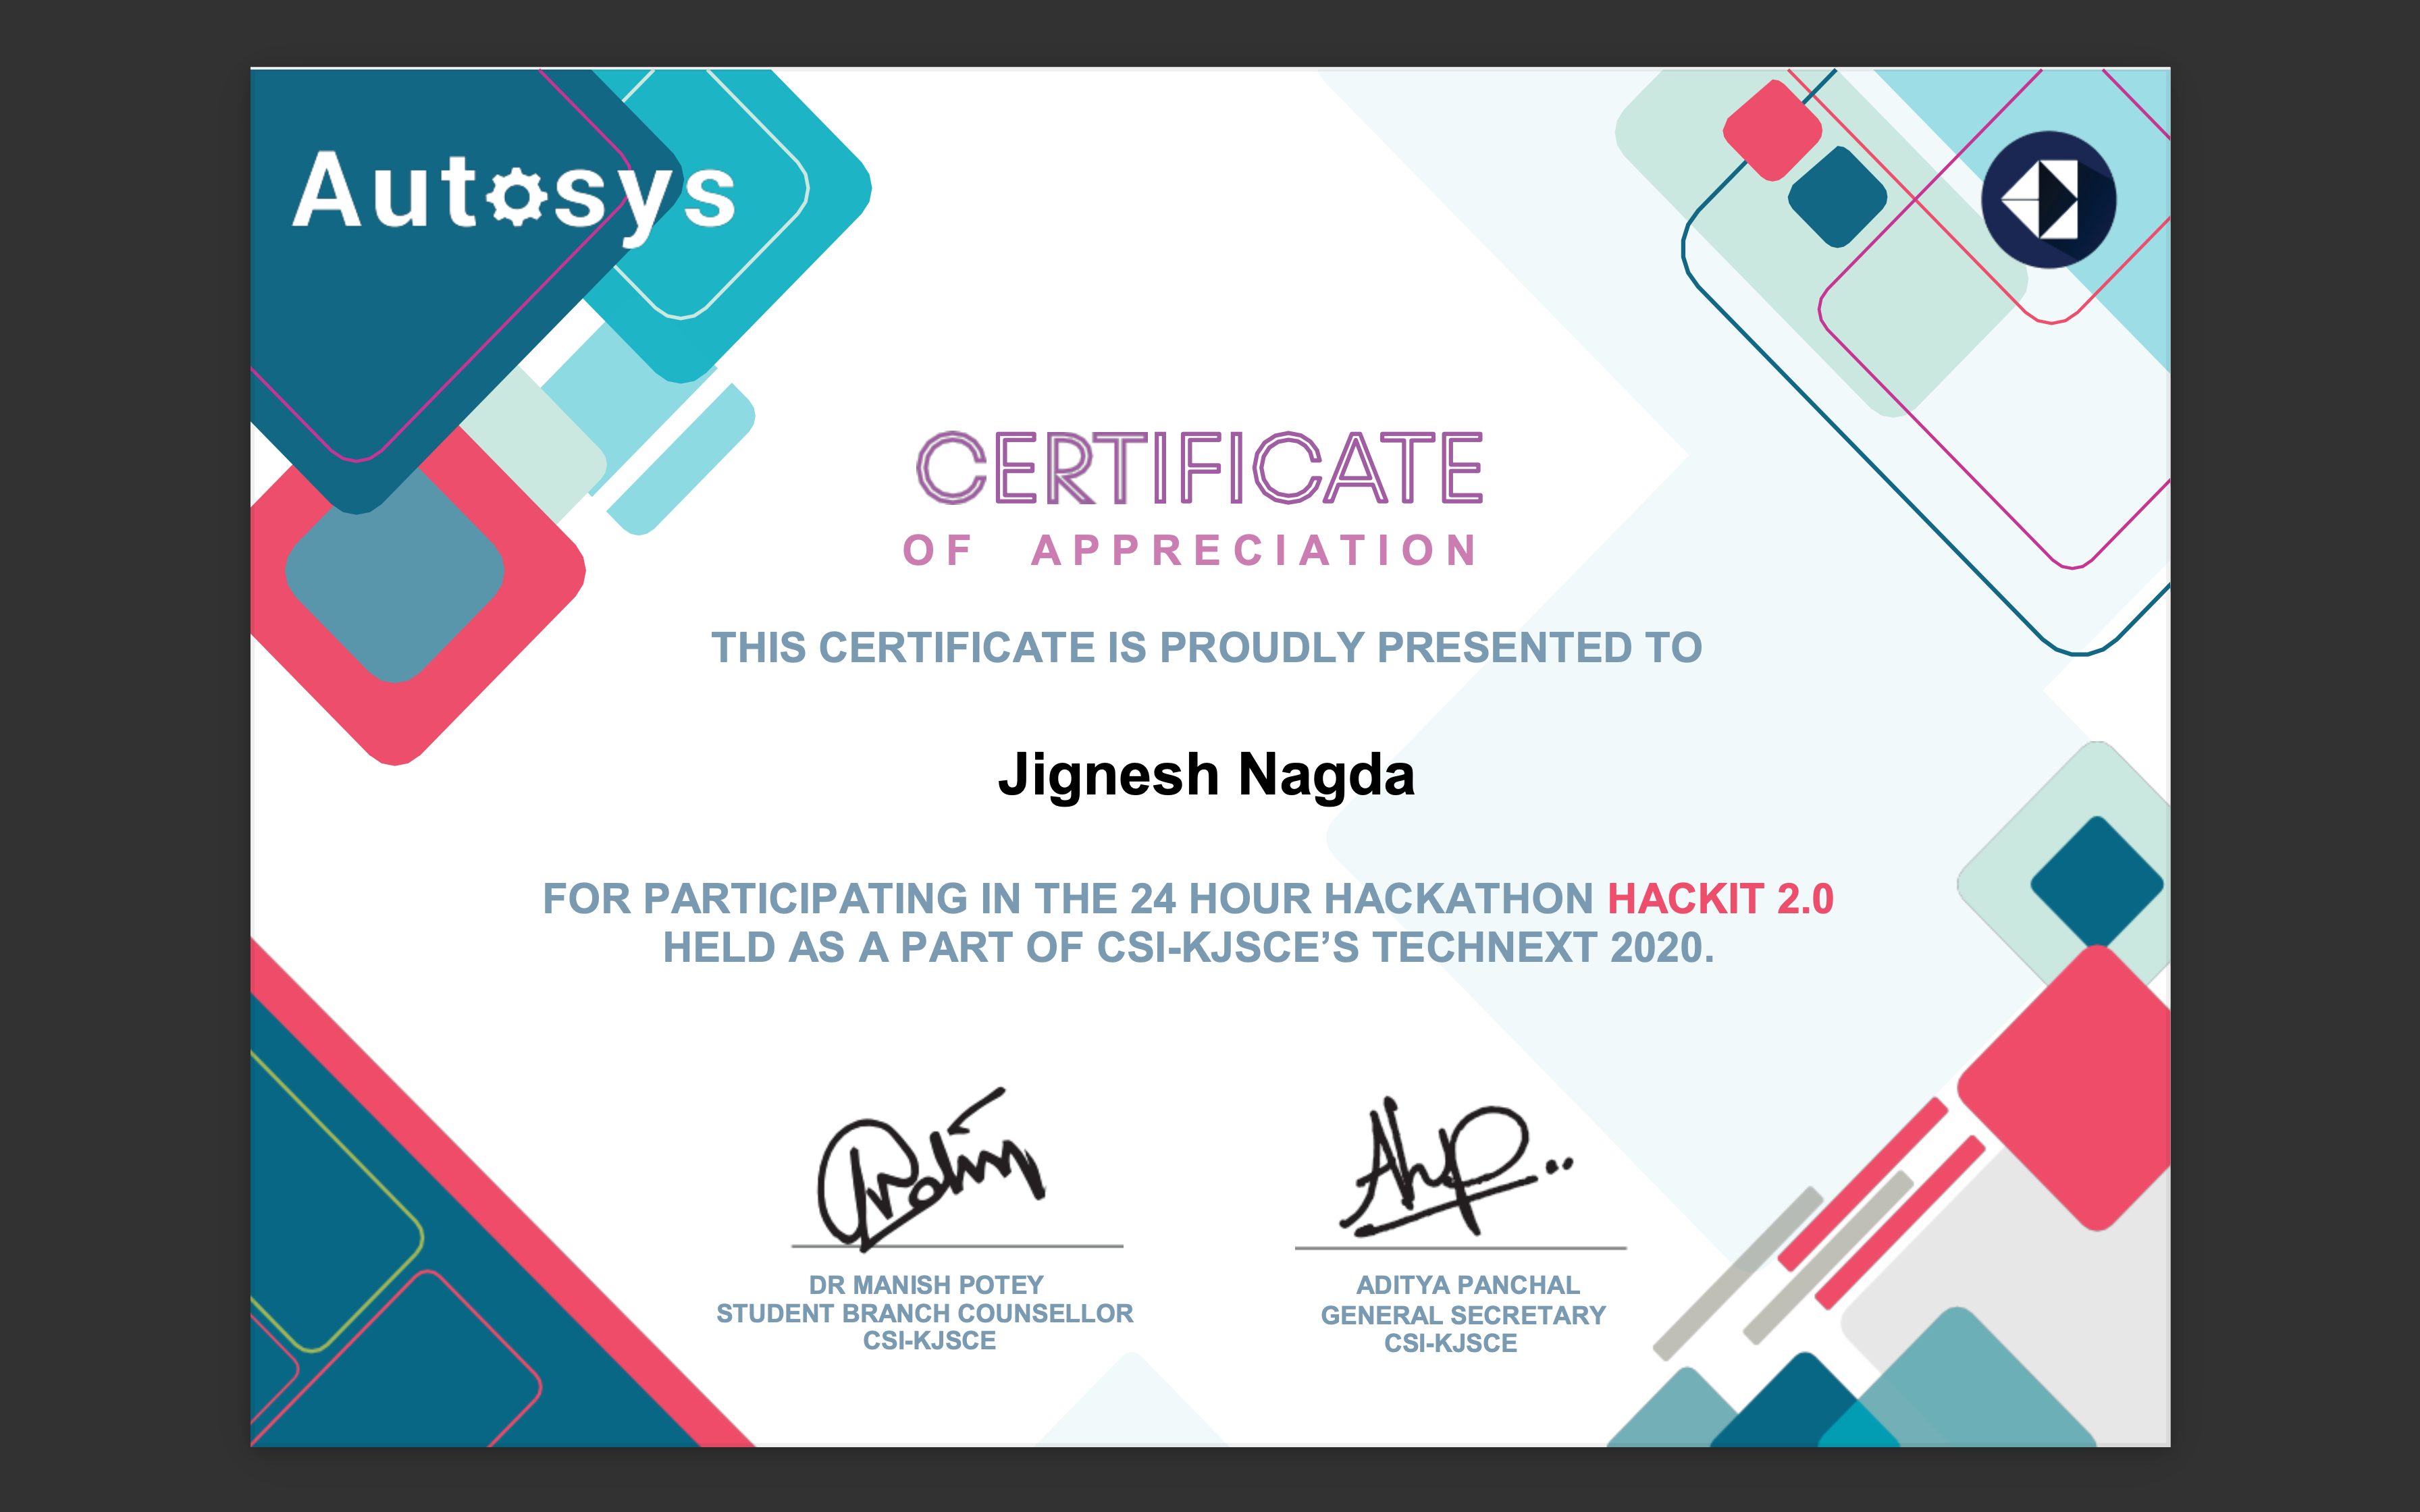 Autosys
CERTIFICATE
OF APPRECIATION
THIS CERTIFICATE IS PROUDLY PRESENTED TO
Jignesh Nagda
FOR PARTICIPATING IN THE 24 HOUR HACKATHON HACKIT 2.0
HELD AS A PART OF CSI-KJSCE’S TECHNEXT 2020.
DR MANISH POTEY
STUDENT BRANCH COUNSELLOR
CSI-KJSCE
ADITYA PANCHAL
GENERAL SECRETARY
CSI-KJSCE